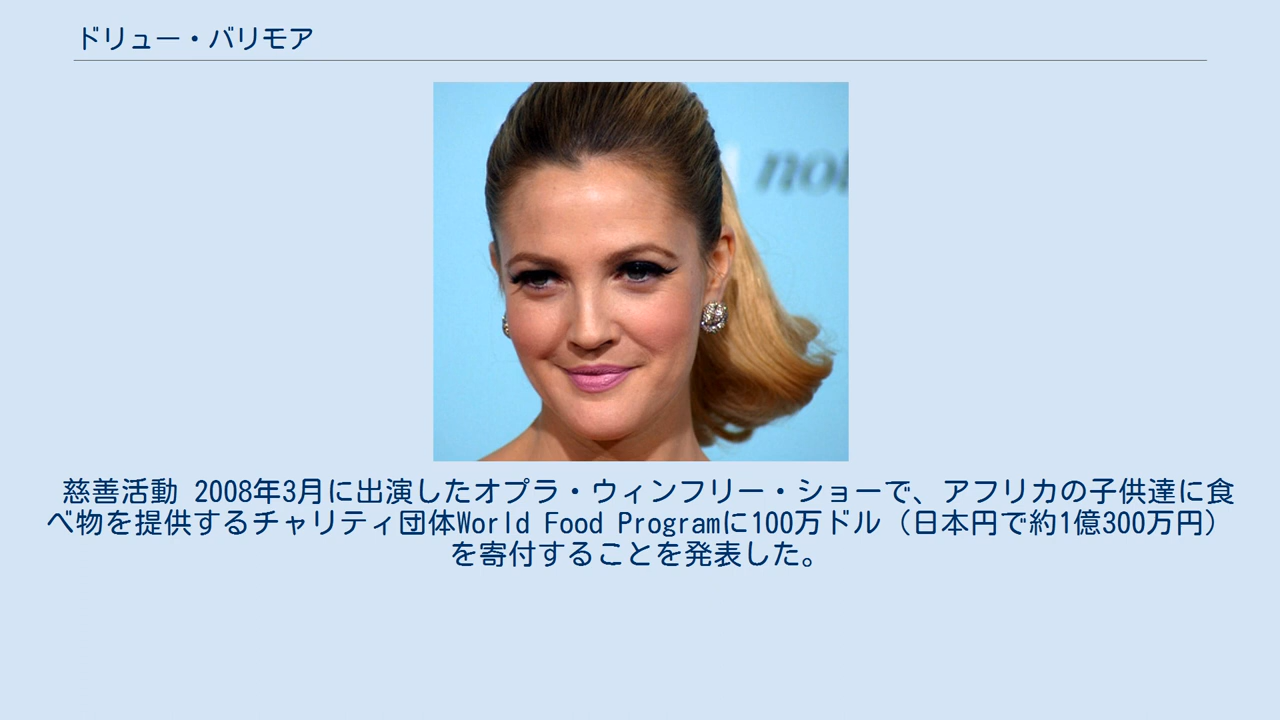 ドリュー・バリモア
慈善活動 2008年3月に出演したオプラ・ウィンフリー・ショーで、アフリカの子供達に食
べ物を提供するチャリティ団体World Food Programに100万ドル（日本円で約1億300万円）
を寄付することを発表した。